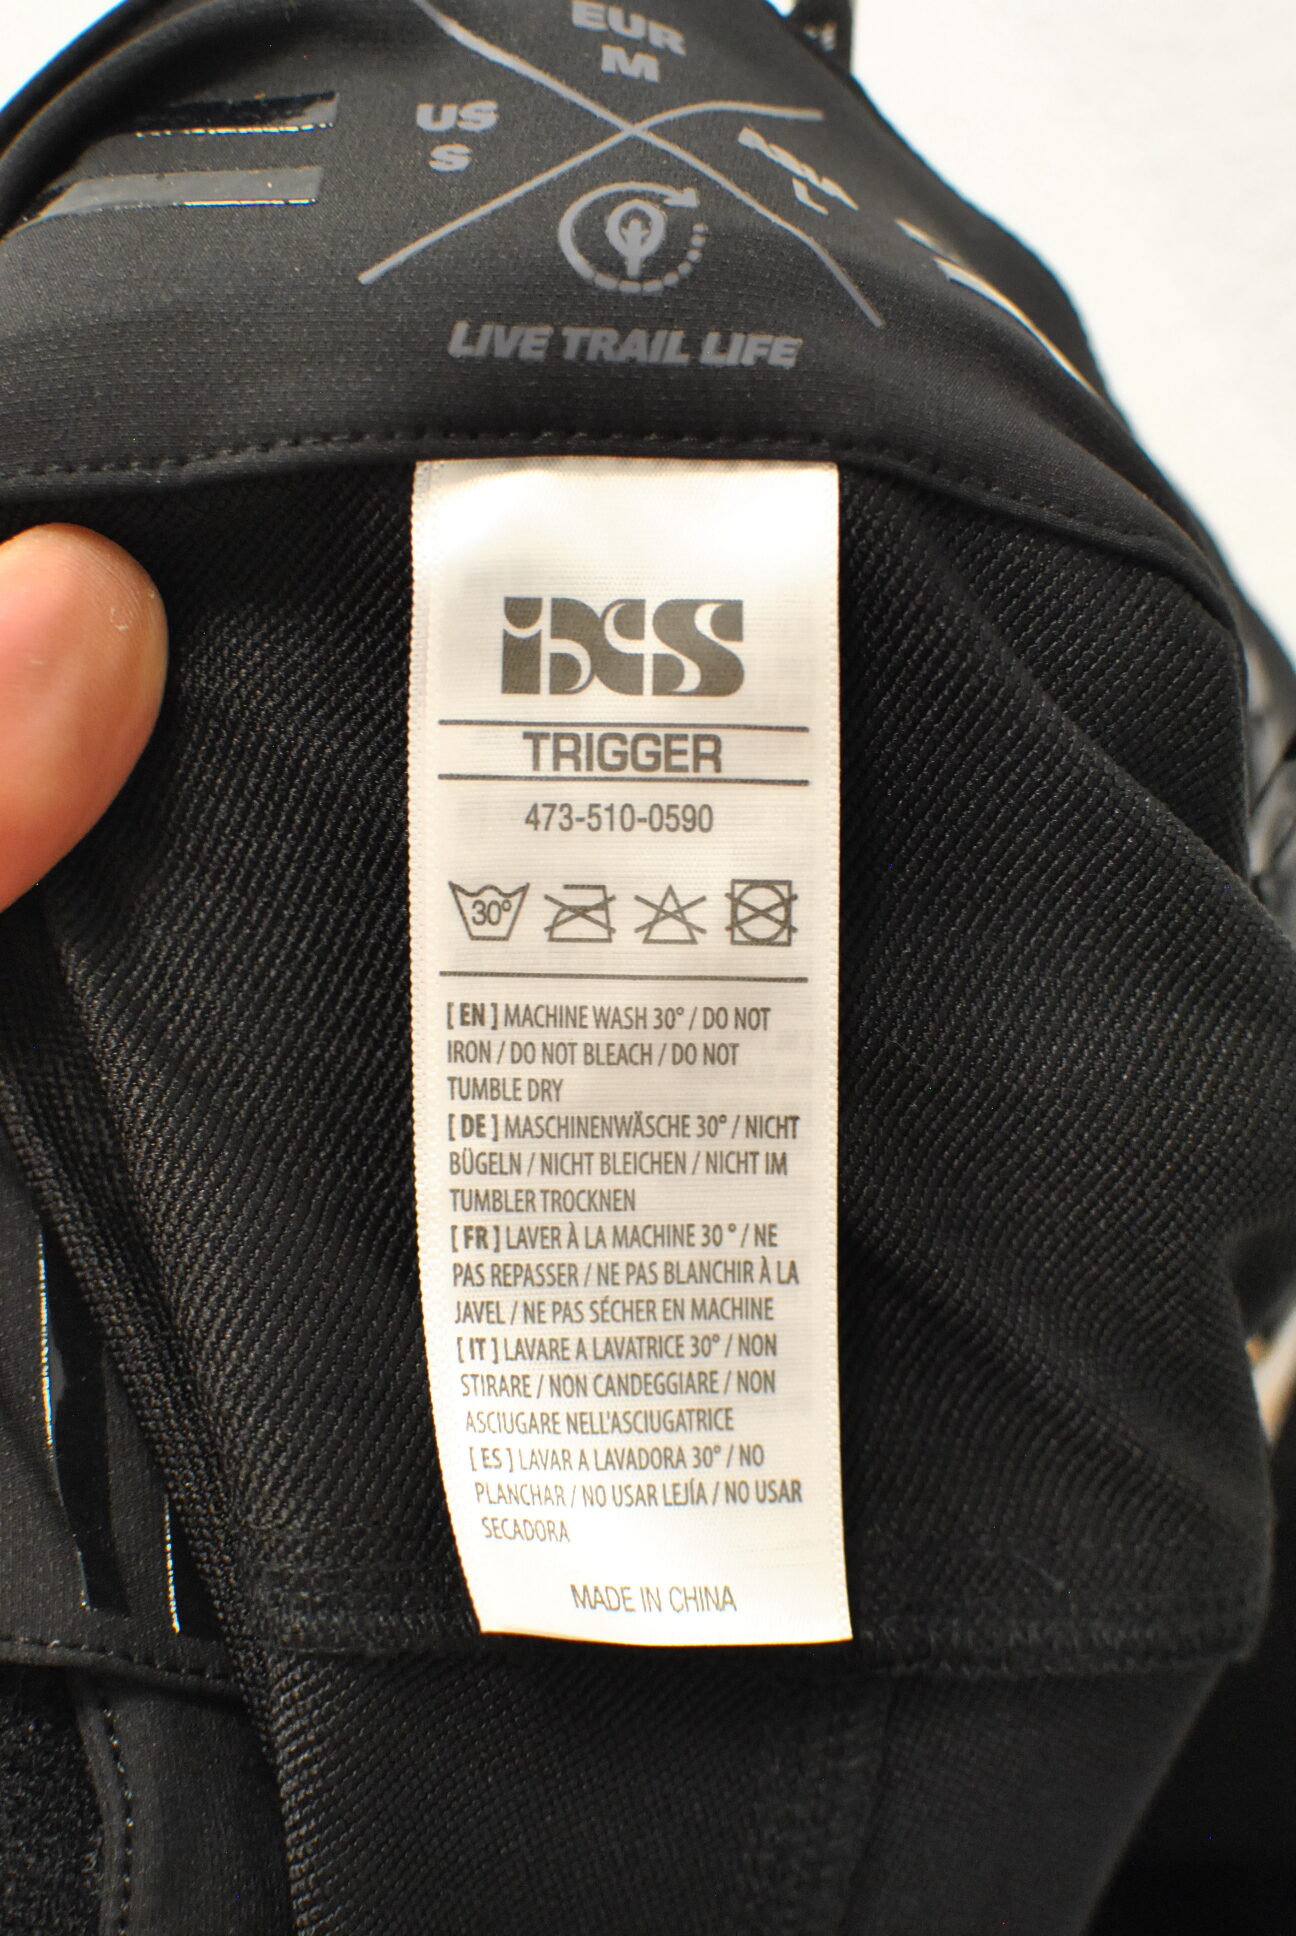 EUR
M
US
S
ASIA
L
LIVE TRAIL LIFE
iXS
TRIGGER
473-510-0590
30°
[ EN ] MACHINE WASH 30° / DO NOT
IRON / DO NOT BLEACH / DO NOT
TUMBLE DRY
[ DE ] MASCHINENWÄSCHE 30° / NICHT
BÜGELN / NICHT BLEICHEN / NICHT IM
TUMBLER TROCKNEN
[ FR ] LAVER À LA MACHINE 30 ° / NE
PAS REPASSER / NE PAS BLANCHIR À LA
JAVEL / NE PAS SÉCHER EN MACHINE
[ IT ] LAVARE A LAVATRICE 30° / NON
STIRARE / NON CANDEGGIARE / NON
ASCIUGARE NELL'ASCIUGATRICE
[ ES ] LAVAR A LAVADORA 30° / NO
PLANCHAR / NO USAR LEJÍA / NO USAR
SECADORA
MADE IN CHINA